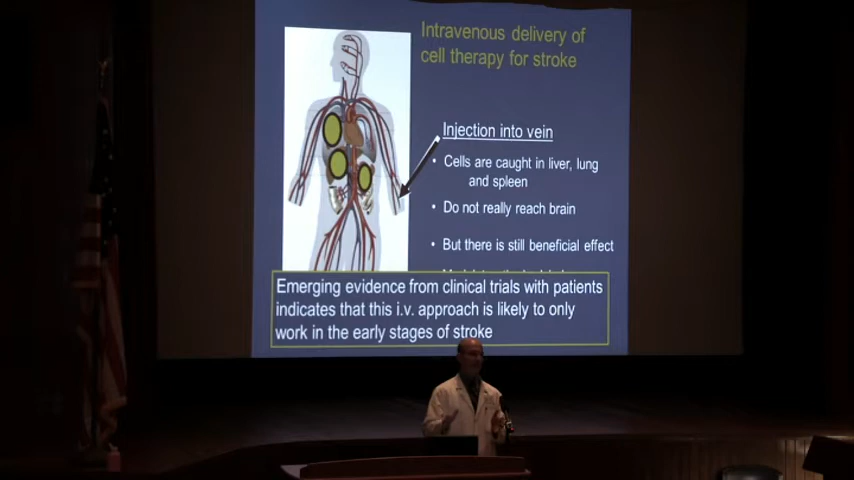 Intravenous delivery of
cell therapy for stroke
Injection into vein
• Cells are caught in liver, lung
and spleen
• Do not really reach brain
• But there is still beneficial effect
Emerging evidence from clinical trials with patients
indicates that this i.v. approach is likely to only
work in the early stages of stroke